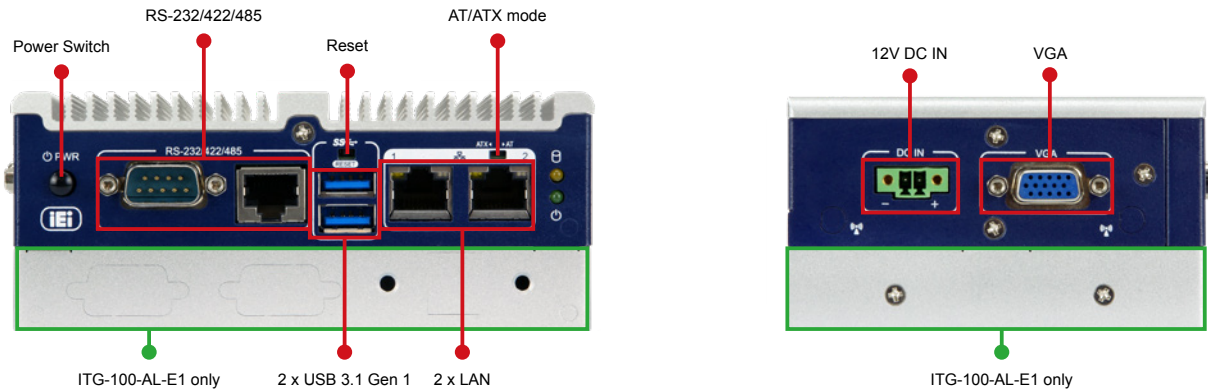 RS-232/422/485
AT/ATX mode
Power Switch
Reset
12V DC IN
VGA
PWR
RS-232/422/485
SS
RESET
1
ATX
AT
2
DC IN
VGA
iEi
- +
ITG-100-AL-E1 only
2 x USB 3.1 Gen 1
2 x LAN
ITG-100-AL-E1 only